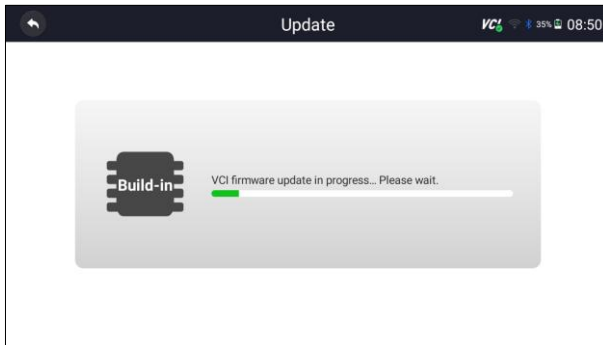 Update
VCI 35% 08:50
VCI firmware update in progress... Please wait.
Build-in